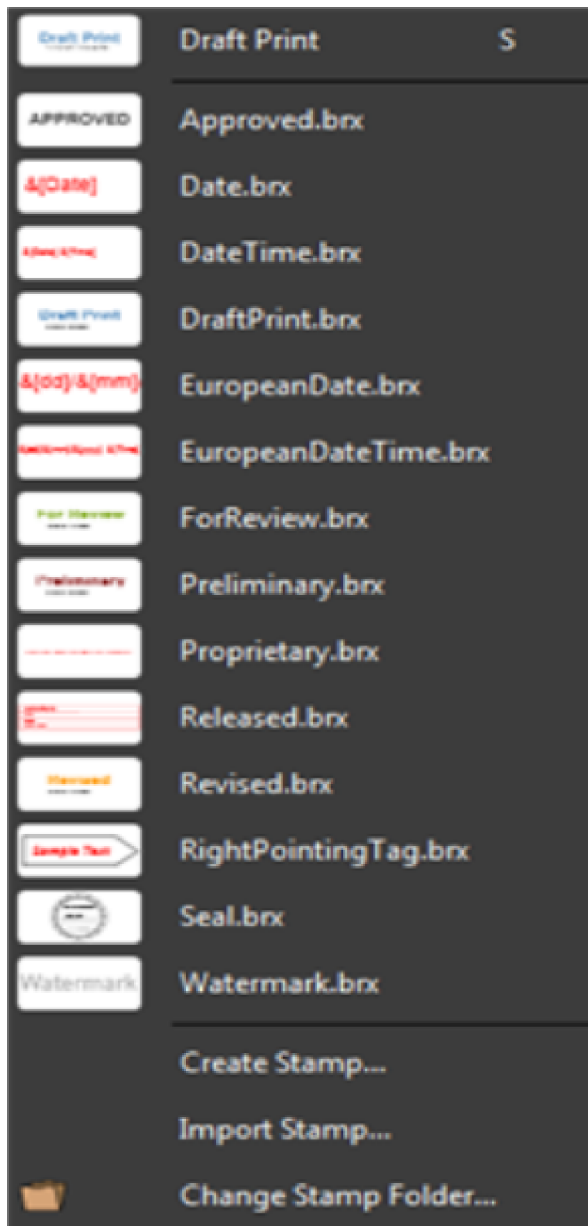 Draft Print Draft Print S
APPROVED Approved.brx
&[Date] Date.brx
DateTime.brx
Draft Print DraftPrint.brx
&[dd]/&[mm]/ EuropeanDate.brx
EuropeanDateTime.brx
For Review ForReview.brx
Preliminary Preliminary.brx
Proprietary.brx
Released.brx
Revised Revised.brx
Sample Text RightPointingTag.brx
Seal.brx
Watermark Watermark.brx
Create Stamp...
Import Stamp...
Change Stamp Folder...